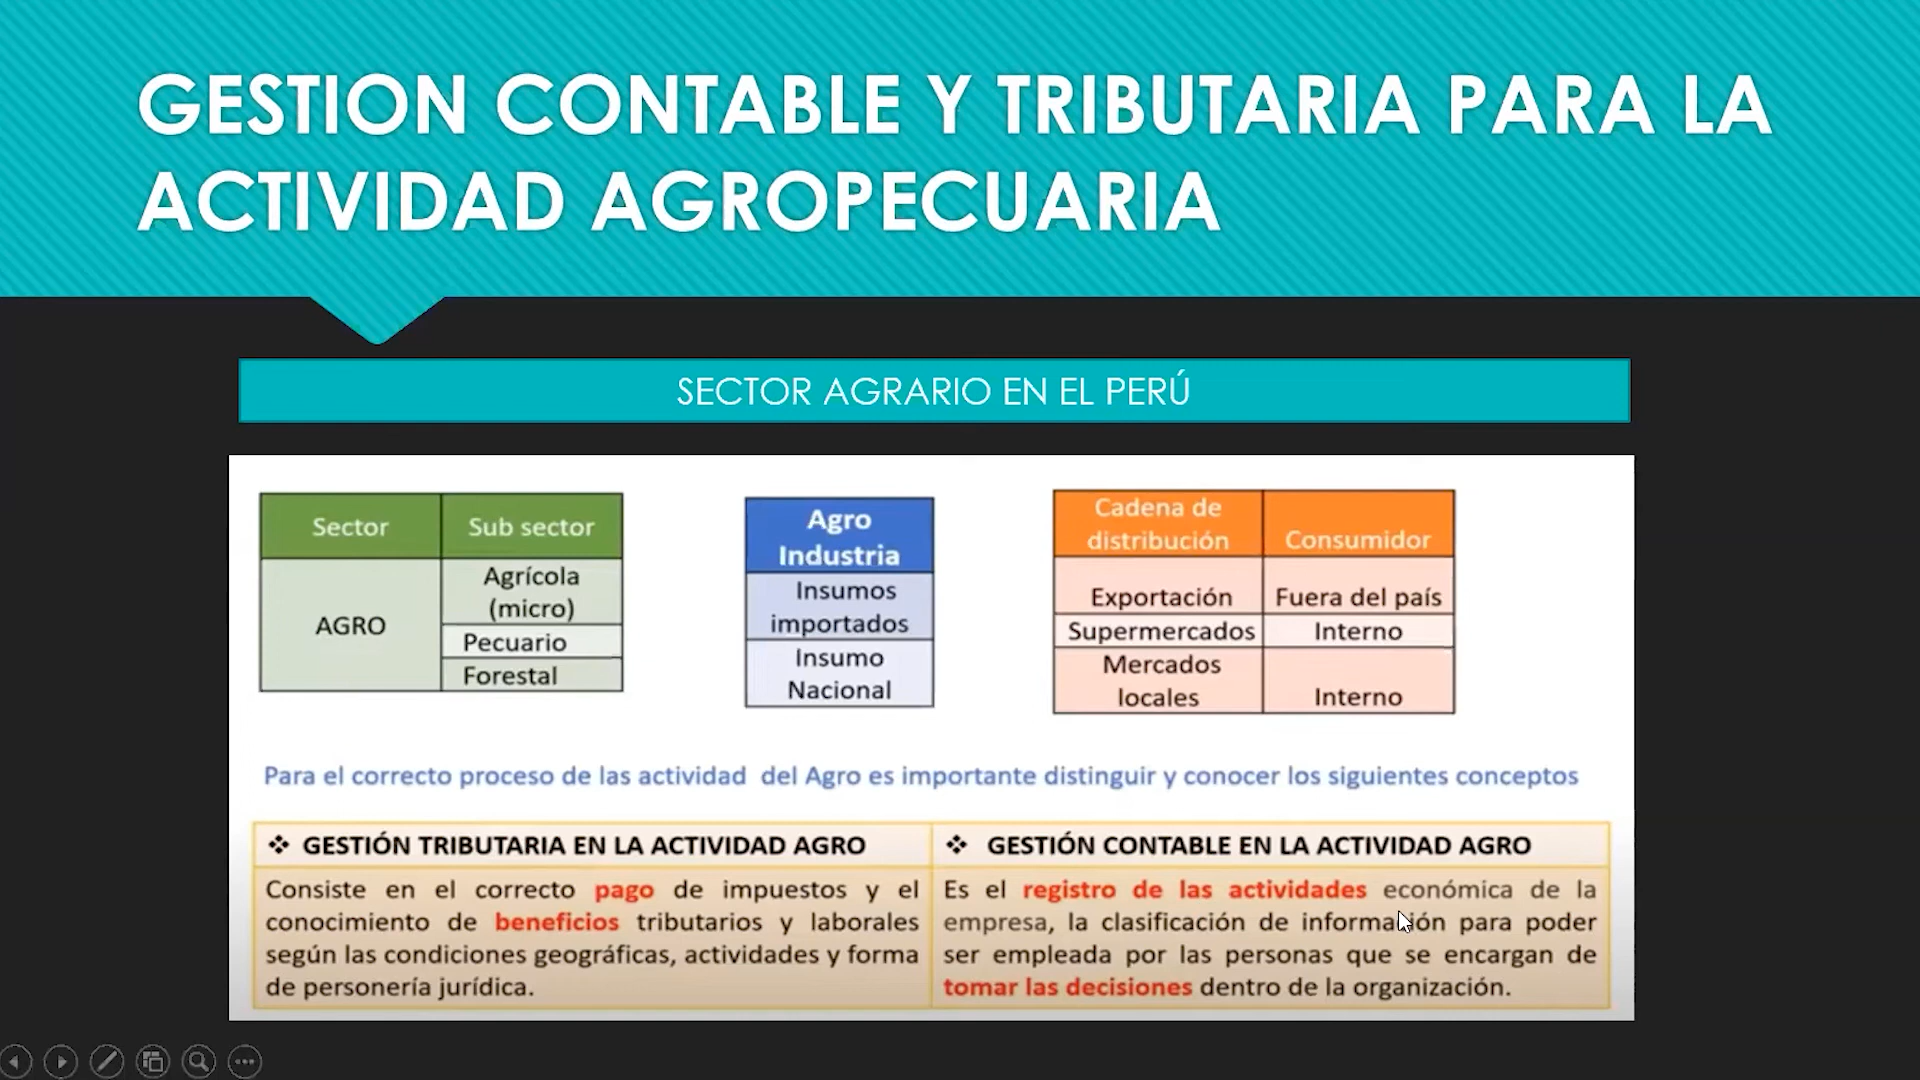 GESTION CONTABLE Y TRIBUTARIA PARA LA
ACTIVIDAD AGROPECUARIA
SECTOR AGRARIO EN EL PERÚ
Sector
Sub sector
AGRO
Agrícola
(micro)
Pecuario
Forestal
Agro
Industria
Insumos
importados
Insumo
Nacional
Cadena de
distribución
Consumidor
Exportación
Fuera del país
Supermercados
Interno
Mercados
locales
Interno
Para el correcto proceso de las actividad del Agro es importante distinguir y conocer los siguientes conceptos
❖ GESTIÓN TRIBUTARIA EN LA ACTIVIDAD AGRO
Consiste en el correcto pago de impuestos y el
conocimiento de beneficios tributarios y laborales
según las condiciones geográficas, actividades y forma
de personería jurídica.
❖ GESTIÓN CONTABLE EN LA ACTIVIDAD AGRO
Es el registro de las actividades económica de la
empresa, la clasificación de información para poder
ser empleada por las personas que se encargan de
tomar las decisiones dentro de la organización.